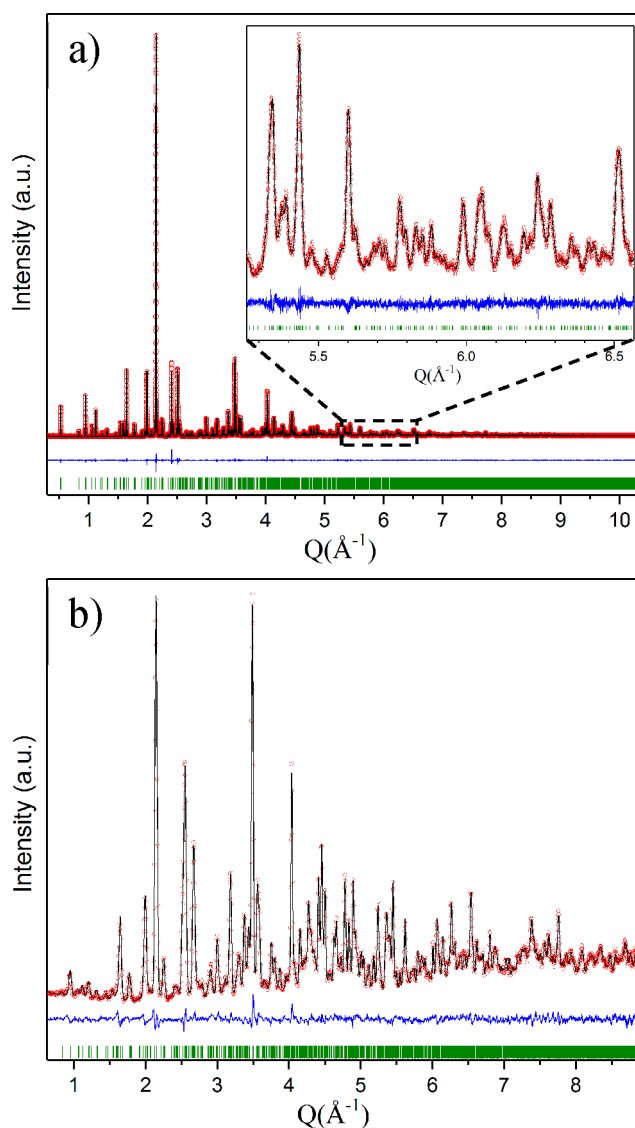 a)
Intensity (a.u.)
5.5 6.0 6.5
Q(Å⁻¹)
1 2 3 4 5 6 7 8 9 10
Q(Å⁻¹)
b)
Intensity (a.u.)
1 2 3 4 5 6 7 8
Q(Å⁻¹)